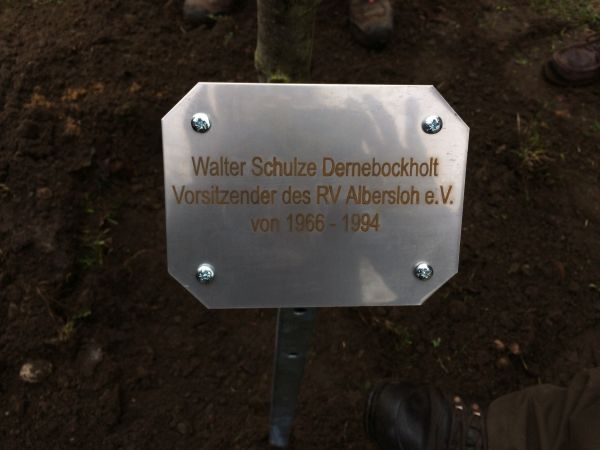 Walter Schulze Dernebockholt
Vorsitzender des RV Albersloh e.V.
von 1966 - 1994